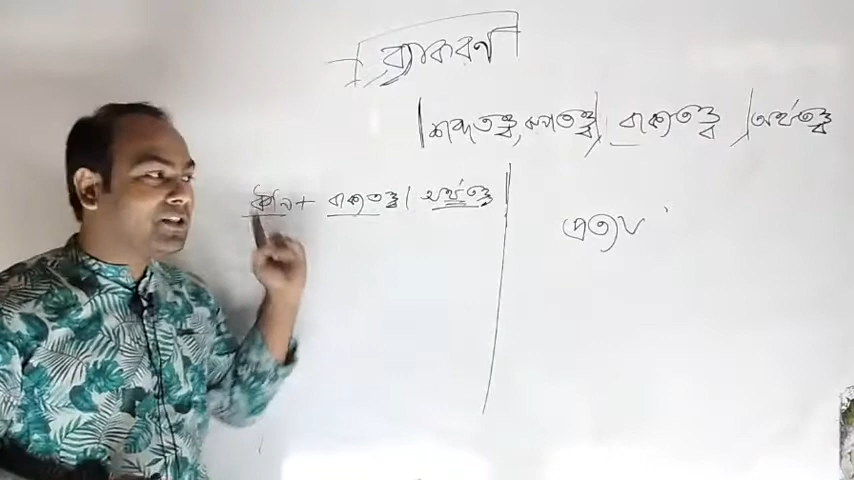 ব্যাকরণ
শব্দতত্ত্ব, রূপতত্ত্ব বাক্যতত্ত্ব | অর্থতত্ত্ব
ধ্বনি + বাক্যতত্ত্ব | অর্থতত্ত্ব
প্রত্যয়